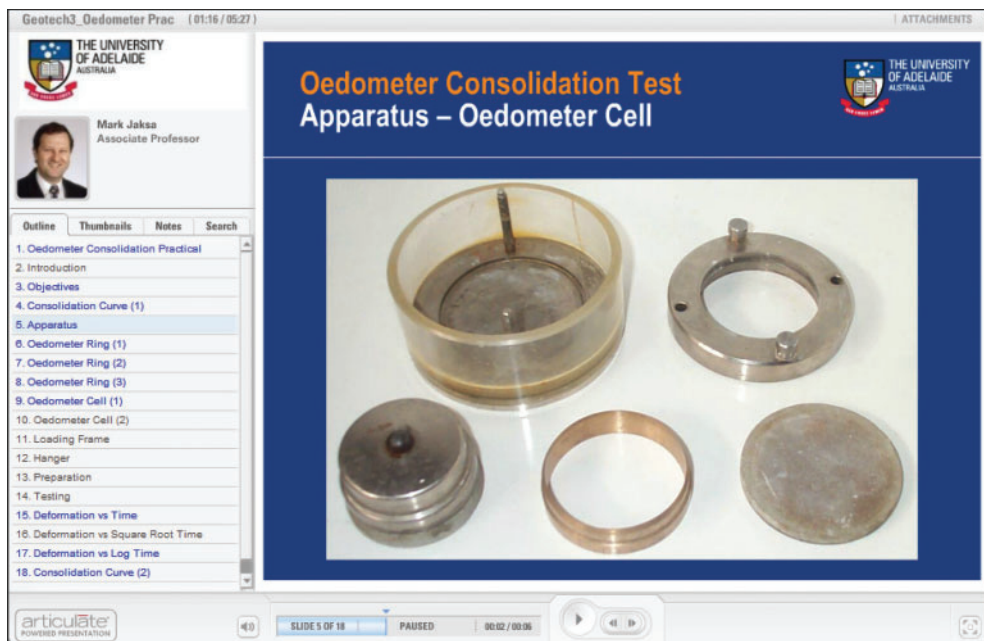 Geotech3_Oedometer Prac (01:16 / 05:27)
ATTACHMENTS
THE UNIVERSITY
OF ADELAIDE
AUSTRALIA
Mark Jaksa
Associate Professor
Outline Thumbnails Notes Search
1. Oedometer Consolidation Practical
2. Introduction
3. Objectives
4. Consolidation Curve (1)
5. Apparatus
6. Oedometer Ring (1)
7. Oedometer Ring (2)
8. Oedometer Ring (3)
9. Oedometer Cell (1)
10. Oedometer Cell (2)
11. Loading Frame
12. Hanger
13. Preparation
14. Testing
15. Deformation vs Time
16. Deformation vs Square Root Time
17. Deformation vs Log Time
18. Consolidation Curve (2)
Oedometer Consolidation Test
Apparatus – Oedometer Cell
THE UNIVERSITY
OF ADELAIDE
AUSTRALIA
articulate
POWERED PRESENTATION
SLIDE 5 OF 18 PAUSED 00:02 / 00:06